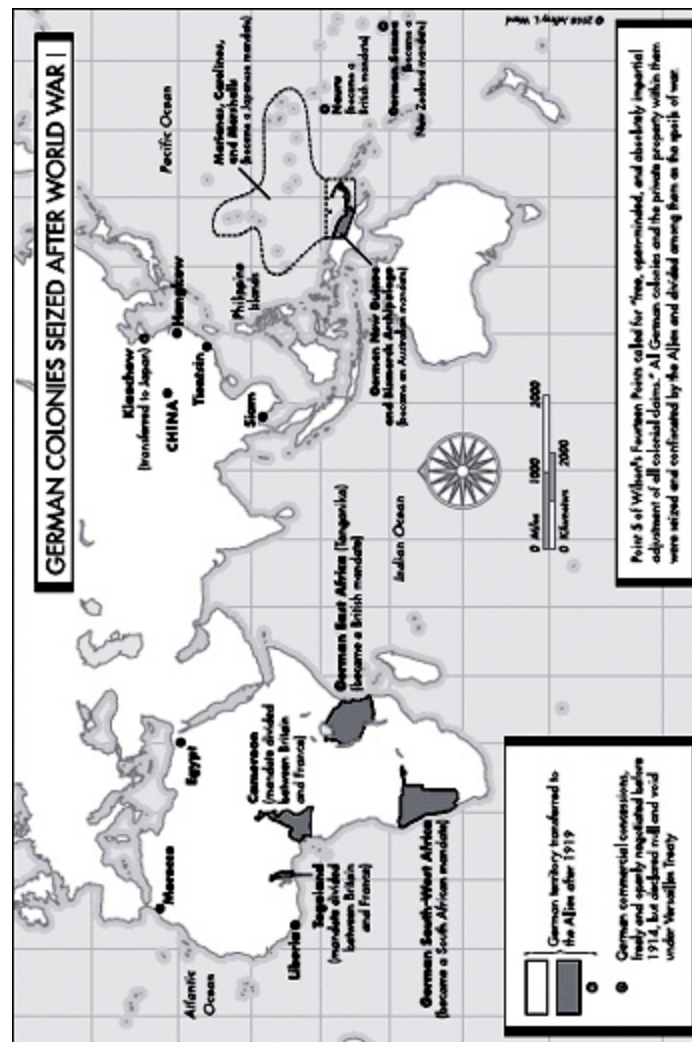 GERMAN COLONIES SEIZED AFTER WORLD WAR I
© 2008 Jeffrey L. Ward
Pacific Ocean
Marianas, Carolines,
and Marshalls
(became a Japanese mandate)
Nauru
(became a
British mandate)
German Samoa
(became a
New Zealand mandate)
Kiaochow
(transferred to Japan)
Hangkow
CHINA
Tientsin
Siam
Philippine
Islands
German New Guinea
and Bismarck Archipelago
(became an Australian mandate)
Indian Ocean
0 Miles 1000 2000
0 Kilometers 2000
Egypt
Morocco
Atlantic
Ocean
Liberia
Cameroon
(mandate divided
between Britain
and France)
Togoland
(mandate divided
between Britain
and France)
German East Africa (Tanganika)
(became a British mandate)
German South-West Africa
(became a South African mandate)
German territory transferred to
the Allies after 1919
German commercial concessions,
freely and openly negotiated before
1914, but declared null and void
under Versailles Treaty
Point 5 of Wilson's Fourteen Points called for "free, open-minded, and absolutely impartial
adjustment of all colonial claims." All German colonies and the private property within them
were seized and confiscated by the Allies and divided among them as the spoils of war.